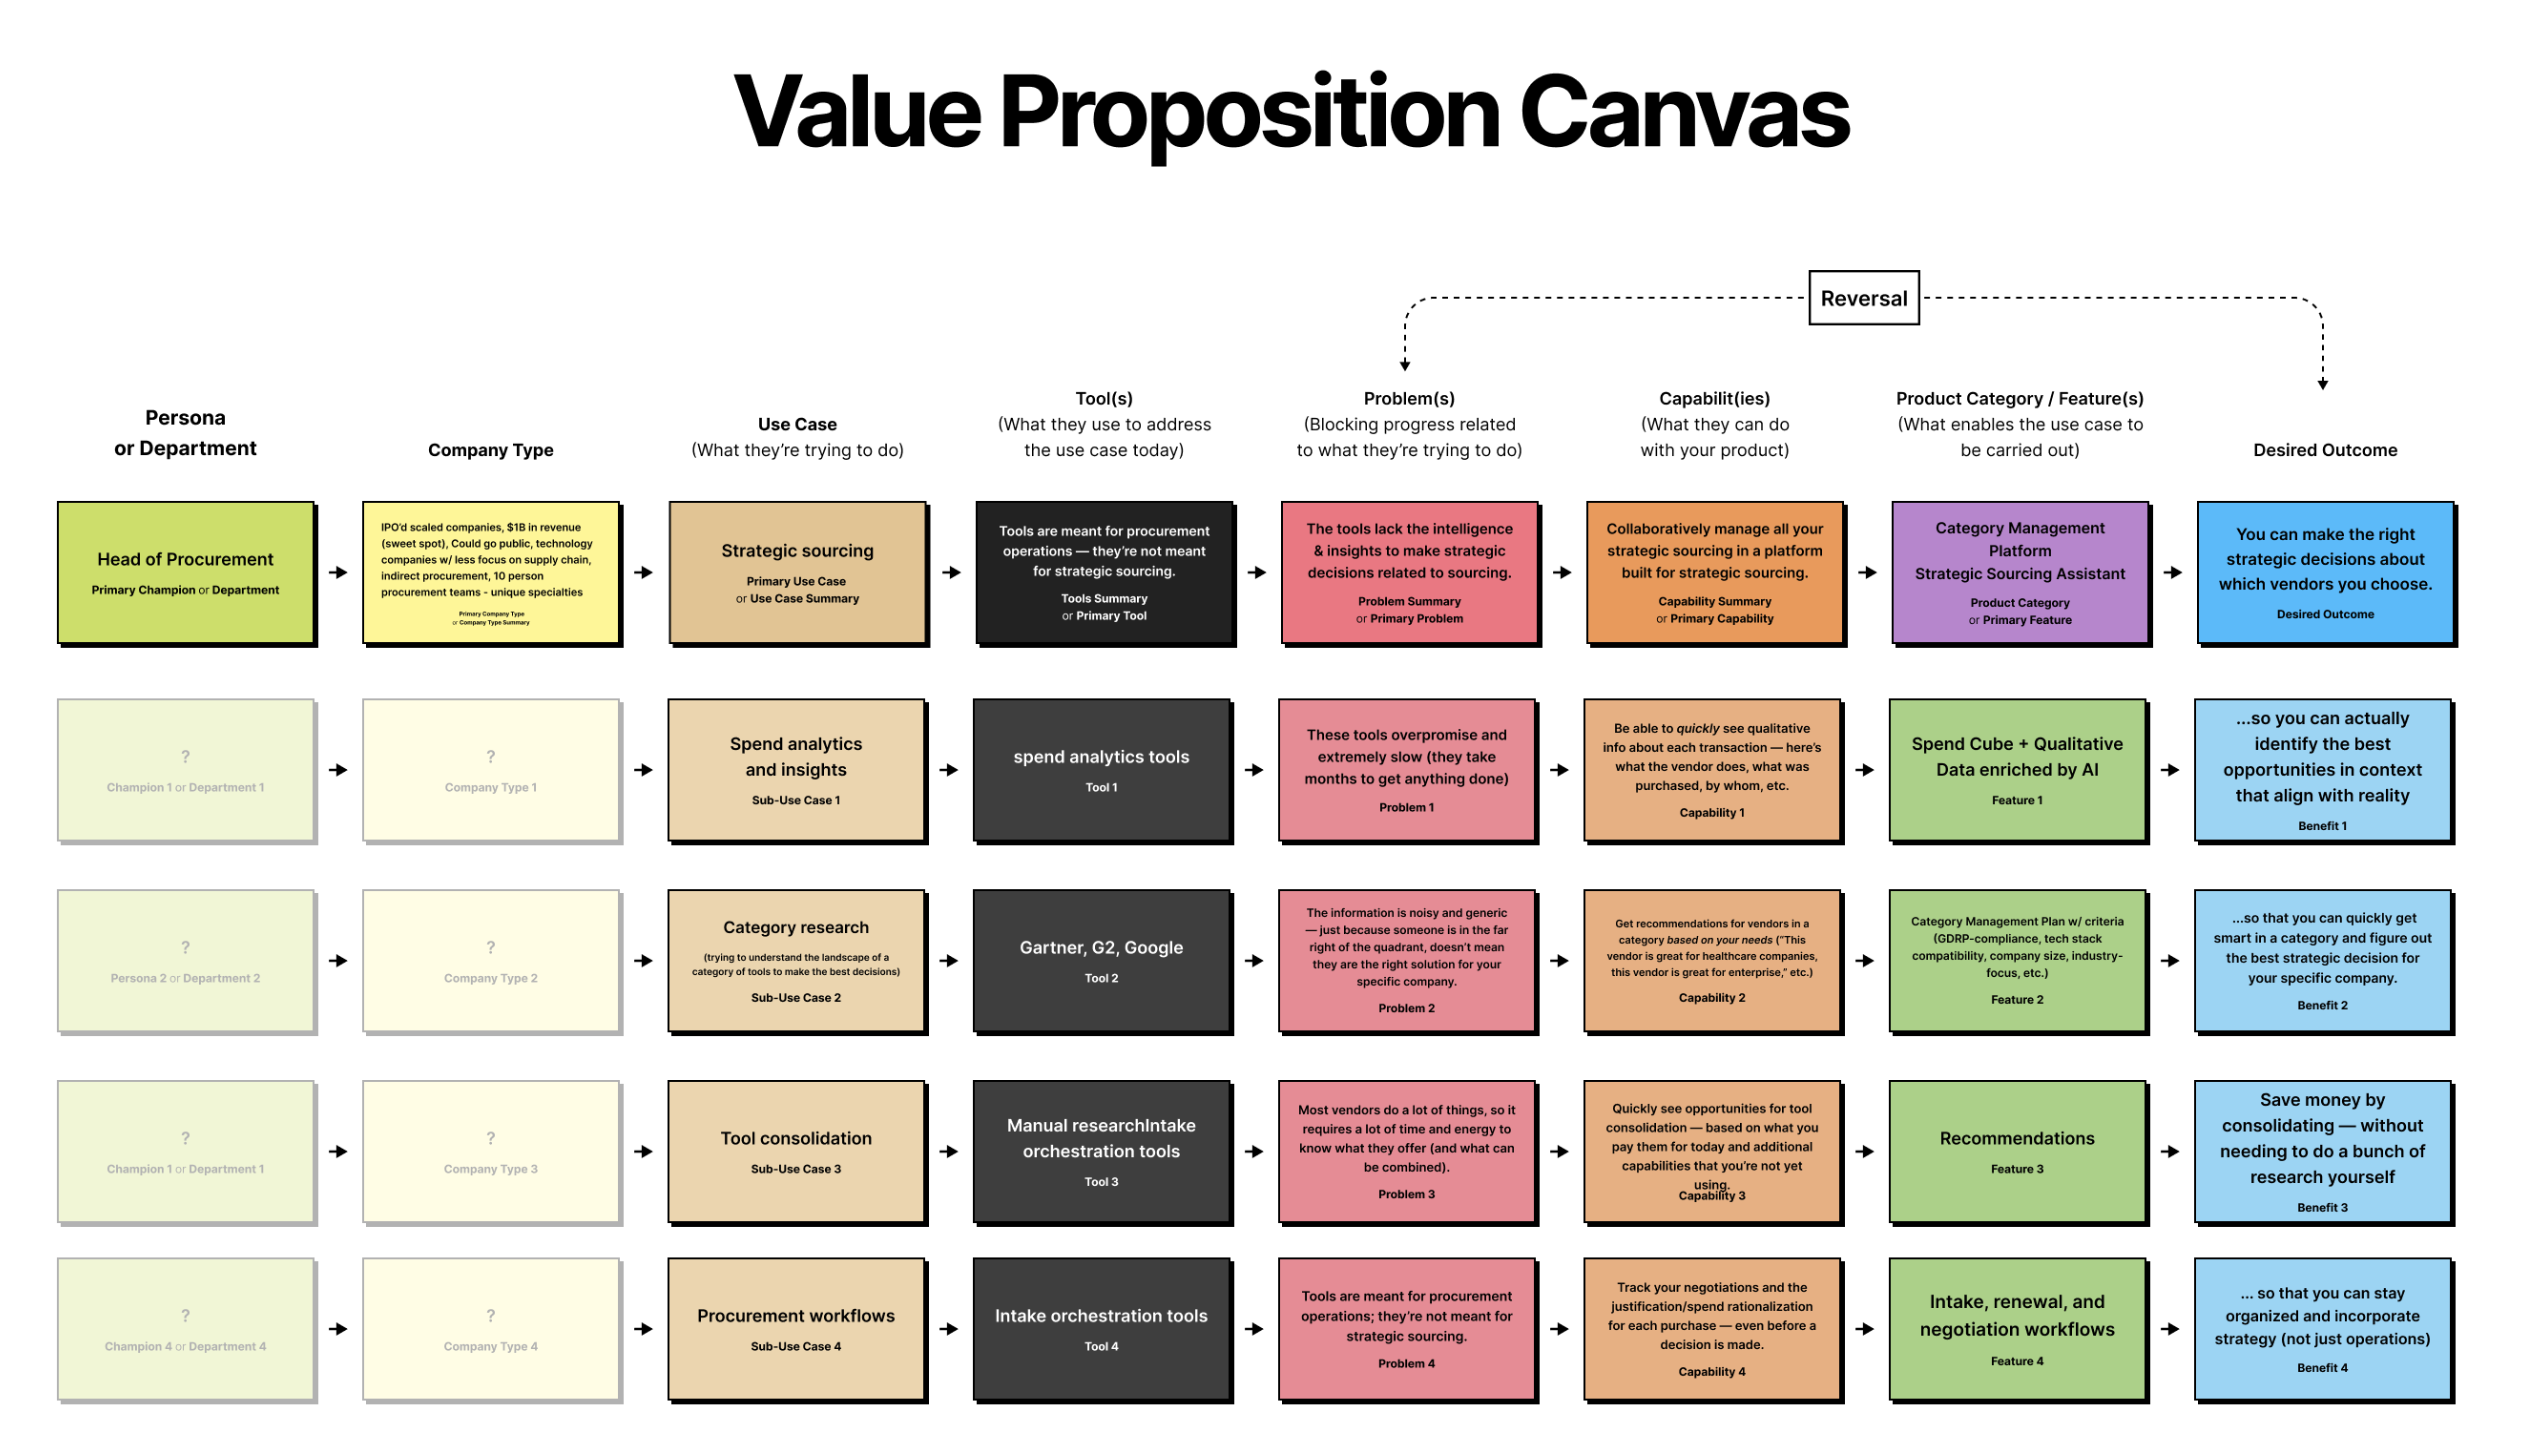 Value Proposition Canvas
Reversal
Persona
or Department
Company Type
Use Case
(What they're trying to do)
Tool(s)
(What they use to address
the use case today)
Problem(s)
(Blocking progress related
to what they're trying to do)
Capabilit(ies)
(What they can do
with your product)
Product Category / Feature(s)
(What enables the use case to
be carried out)
Desired Outcome
Head of Procurement
Primary Champion or Department
IPO'd scaled companies, $1B in revenue
(sweet spot), Could go public, technology
companies w/ less focus on supply chain,
indirect procurement, 10 person
procurement teams - unique specialties
Primary Company Type
or Company Type Summary
Strategic sourcing
Primary Use Case
or Use Case Summary
Tools are meant for procurement
operations — they're not meant
for strategic sourcing.
Tools Summary
or Primary Tool
The tools lack the intelligence
& insights to make strategic
decisions related to sourcing.
Problem Summary
or Primary Problem
Collaboratively manage all your
strategic sourcing in a platform
built for strategic sourcing.
Capability Summary
or Primary Capability
Category Management
Platform
Strategic Sourcing Assistant
Product Category
or Primary Feature
You can make the right
strategic decisions about
which vendors you choose.
Desired Outcome
?
Champion 1 or Department 1
?
Company Type 1
Spend analytics
and insights
Sub-Use Case 1
spend analytics tools
Tool 1
These tools overpromise and
extremely slow (they take
months to get anything done)
Problem 1
Be able to quickly see qualitative
info about each transaction — here's
what the vendor does, what was
purchased, by whom, etc.
Capability 1
Spend Cube + Qualitative
Data enriched by AI
Feature 1
...so you can actually
identify the best
opportunities in context
that align with reality
Benefit 1
?
Persona 2 or Department 2
?
Company Type 2
Category research
(trying to understand the landscape of a
category of tools to make the best decisions)
Sub-Use Case 2
Gartner, G2, Google
Tool 2
The information is noisy and generic
— just because someone is in the far
right of the quadrant, doesn't mean
they are the right solution for your
specific company.
Problem 2
Get recommendations for vendors in a
category based on your needs ("This
vendor is great for healthcare companies,
this vendor is great for enterprise," etc.)
Capability 2
Category Management Plan w/ criteria
(GDRP-compliance, tech stack
compatibility, company size, industry-
focus, etc.)
Feature 2
...so that you can quickly get
smart in a category and figure out
the best strategic decision for
your specific company.
Benefit 2
?
Champion 1 or Department 1
?
Company Type 3
Tool consolidation
Sub-Use Case 3
Manual researchIntake
orchestration tools
Tool 3
Most vendors do a lot of things, so it
requires a lot of time and energy to
know what they offer (and what can
be combined).
Problem 3
Quickly see opportunities for tool
consolidation — based on what you
pay them for today and additional
capabilities that you're not yet
using.
Capability 3
Recommendations
Feature 3
Save money by
consolidating — without
needing to do a bunch of
research yourself
Benefit 3
?
Champion 4 or Department 4
?
Company Type 4
Procurement workflows
Sub-Use Case 4
Intake orchestration tools
Tool 4
Tools are meant for procurement
operations; they're not meant for
strategic sourcing.
Problem 4
Track your negotiations and the
justification/spend rationalization
for each purchase — even before a
decision is made.
Capability 4
Intake, renewal, and
negotiation workflows
Feature 4
... so that you can stay
organized and incorporate
strategy (not just operations)
Benefit 4